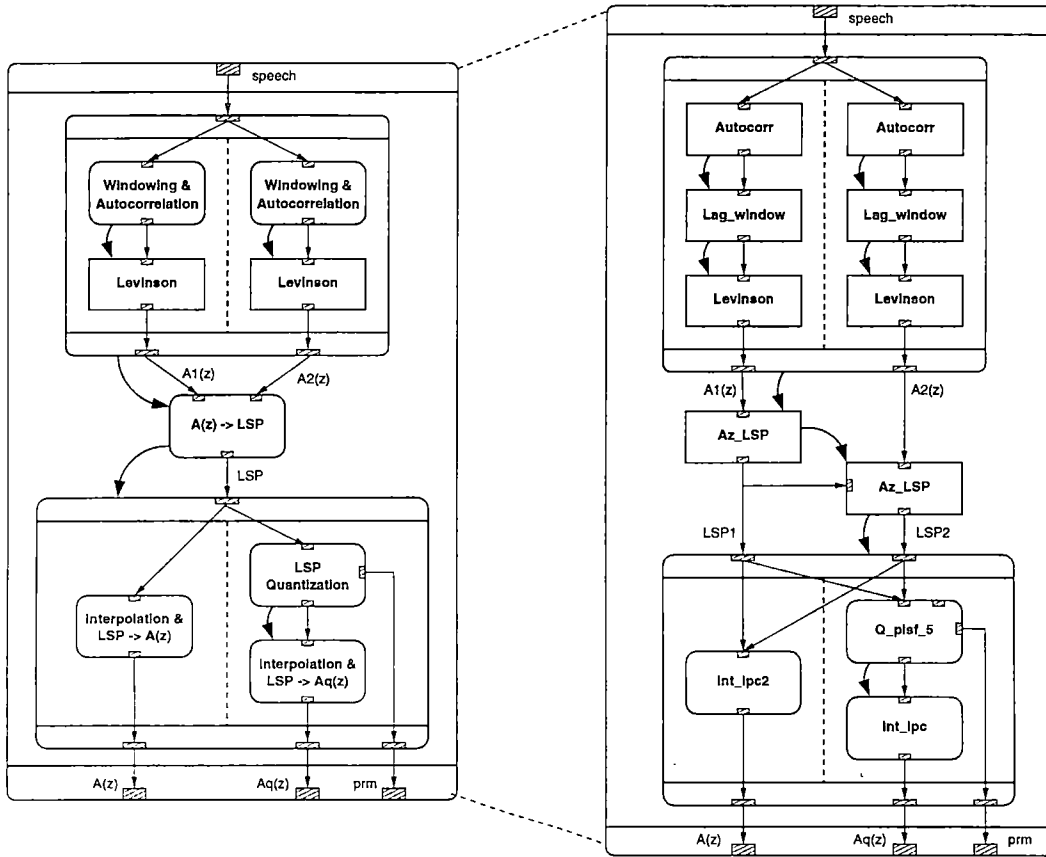 speech
Windowing &
Autocorrelation
Windowing &
Autocorrelation
Levinson
Levinson
A1(z)
A2(z)
A(z) -> LSP
LSP
LSP
Quantization
Interpolation &
LSP -> A(z)
Interpolation &
LSP -> Aq(z)
A(z)
Aq(z)
prm
speech
Autocorr
Autocorr
Lag_window
Lag_window
Levinson
Levinson
A1(z)
A2(z)
Az_LSP
Az_LSP
LSP1
LSP2
Q_plsf_5
Int_lpc2
Int_lpc
A(z)
Aq(z)
prm